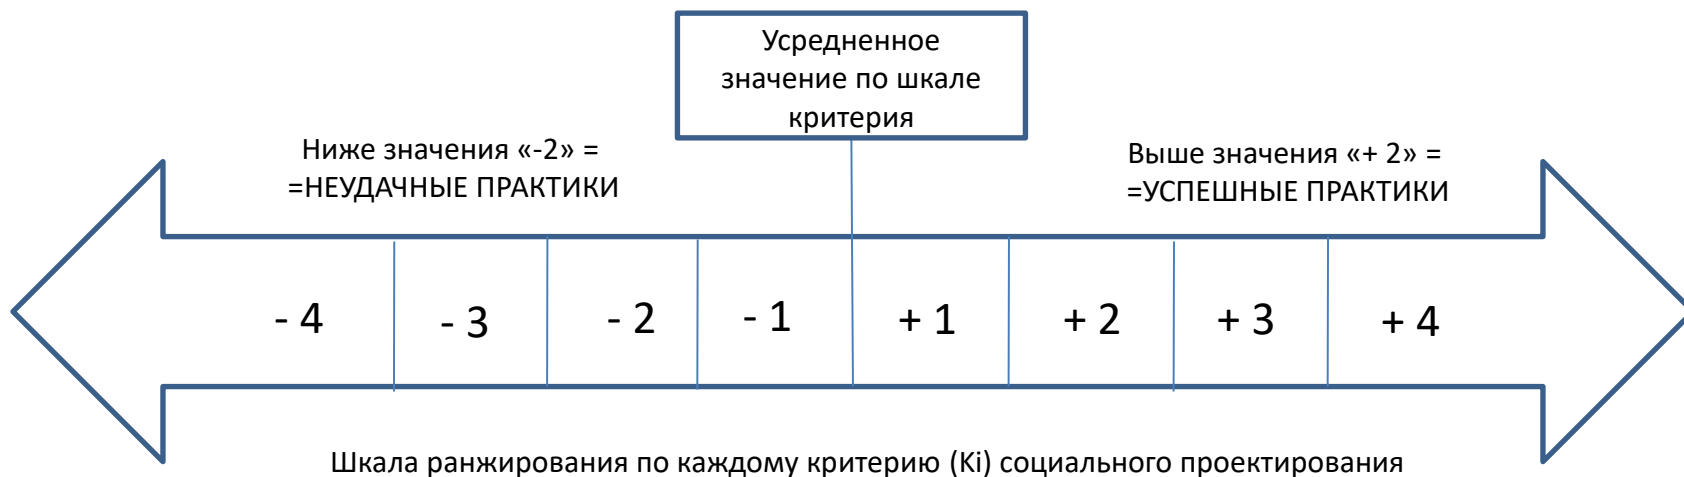 Усредненное
значение по шкале
критерия
Ниже значения «-2» =
=НЕУДАЧНЫЕ ПРАКТИКИ
Выше значения «+ 2» =
=УСПЕШНЫЕ ПРАКТИКИ
- 4 - 3 - 2 - 1 + 1 + 2 + 3 + 4
Шкала ранжирования по каждому критерию (Ki) социального проектирования